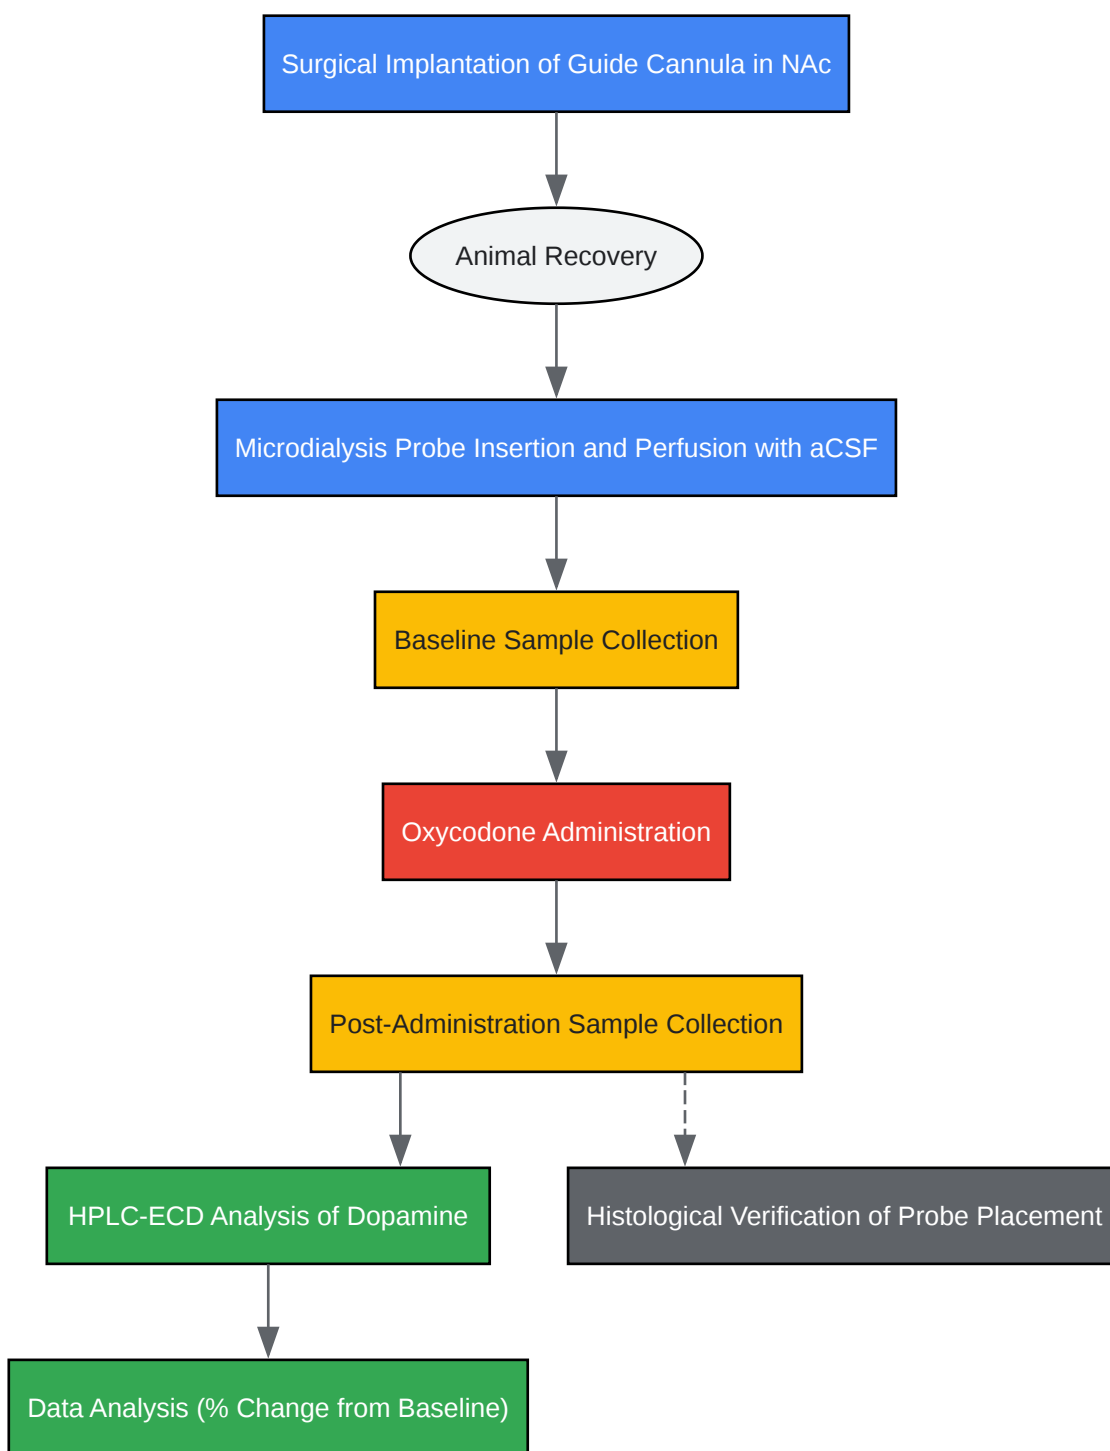 Surgical Implantation of Guide Cannula in NAc
Animal Recovery
Microdialysis Probe Insertion and Perfusion with aCSF
Baseline Sample Collection
Oxycodone Administration
Post-Administration Sample Collection
HPLC-ECD Analysis of Dopamine
Histological Verification of Probe Placement
Data Analysis (% Change from Baseline)